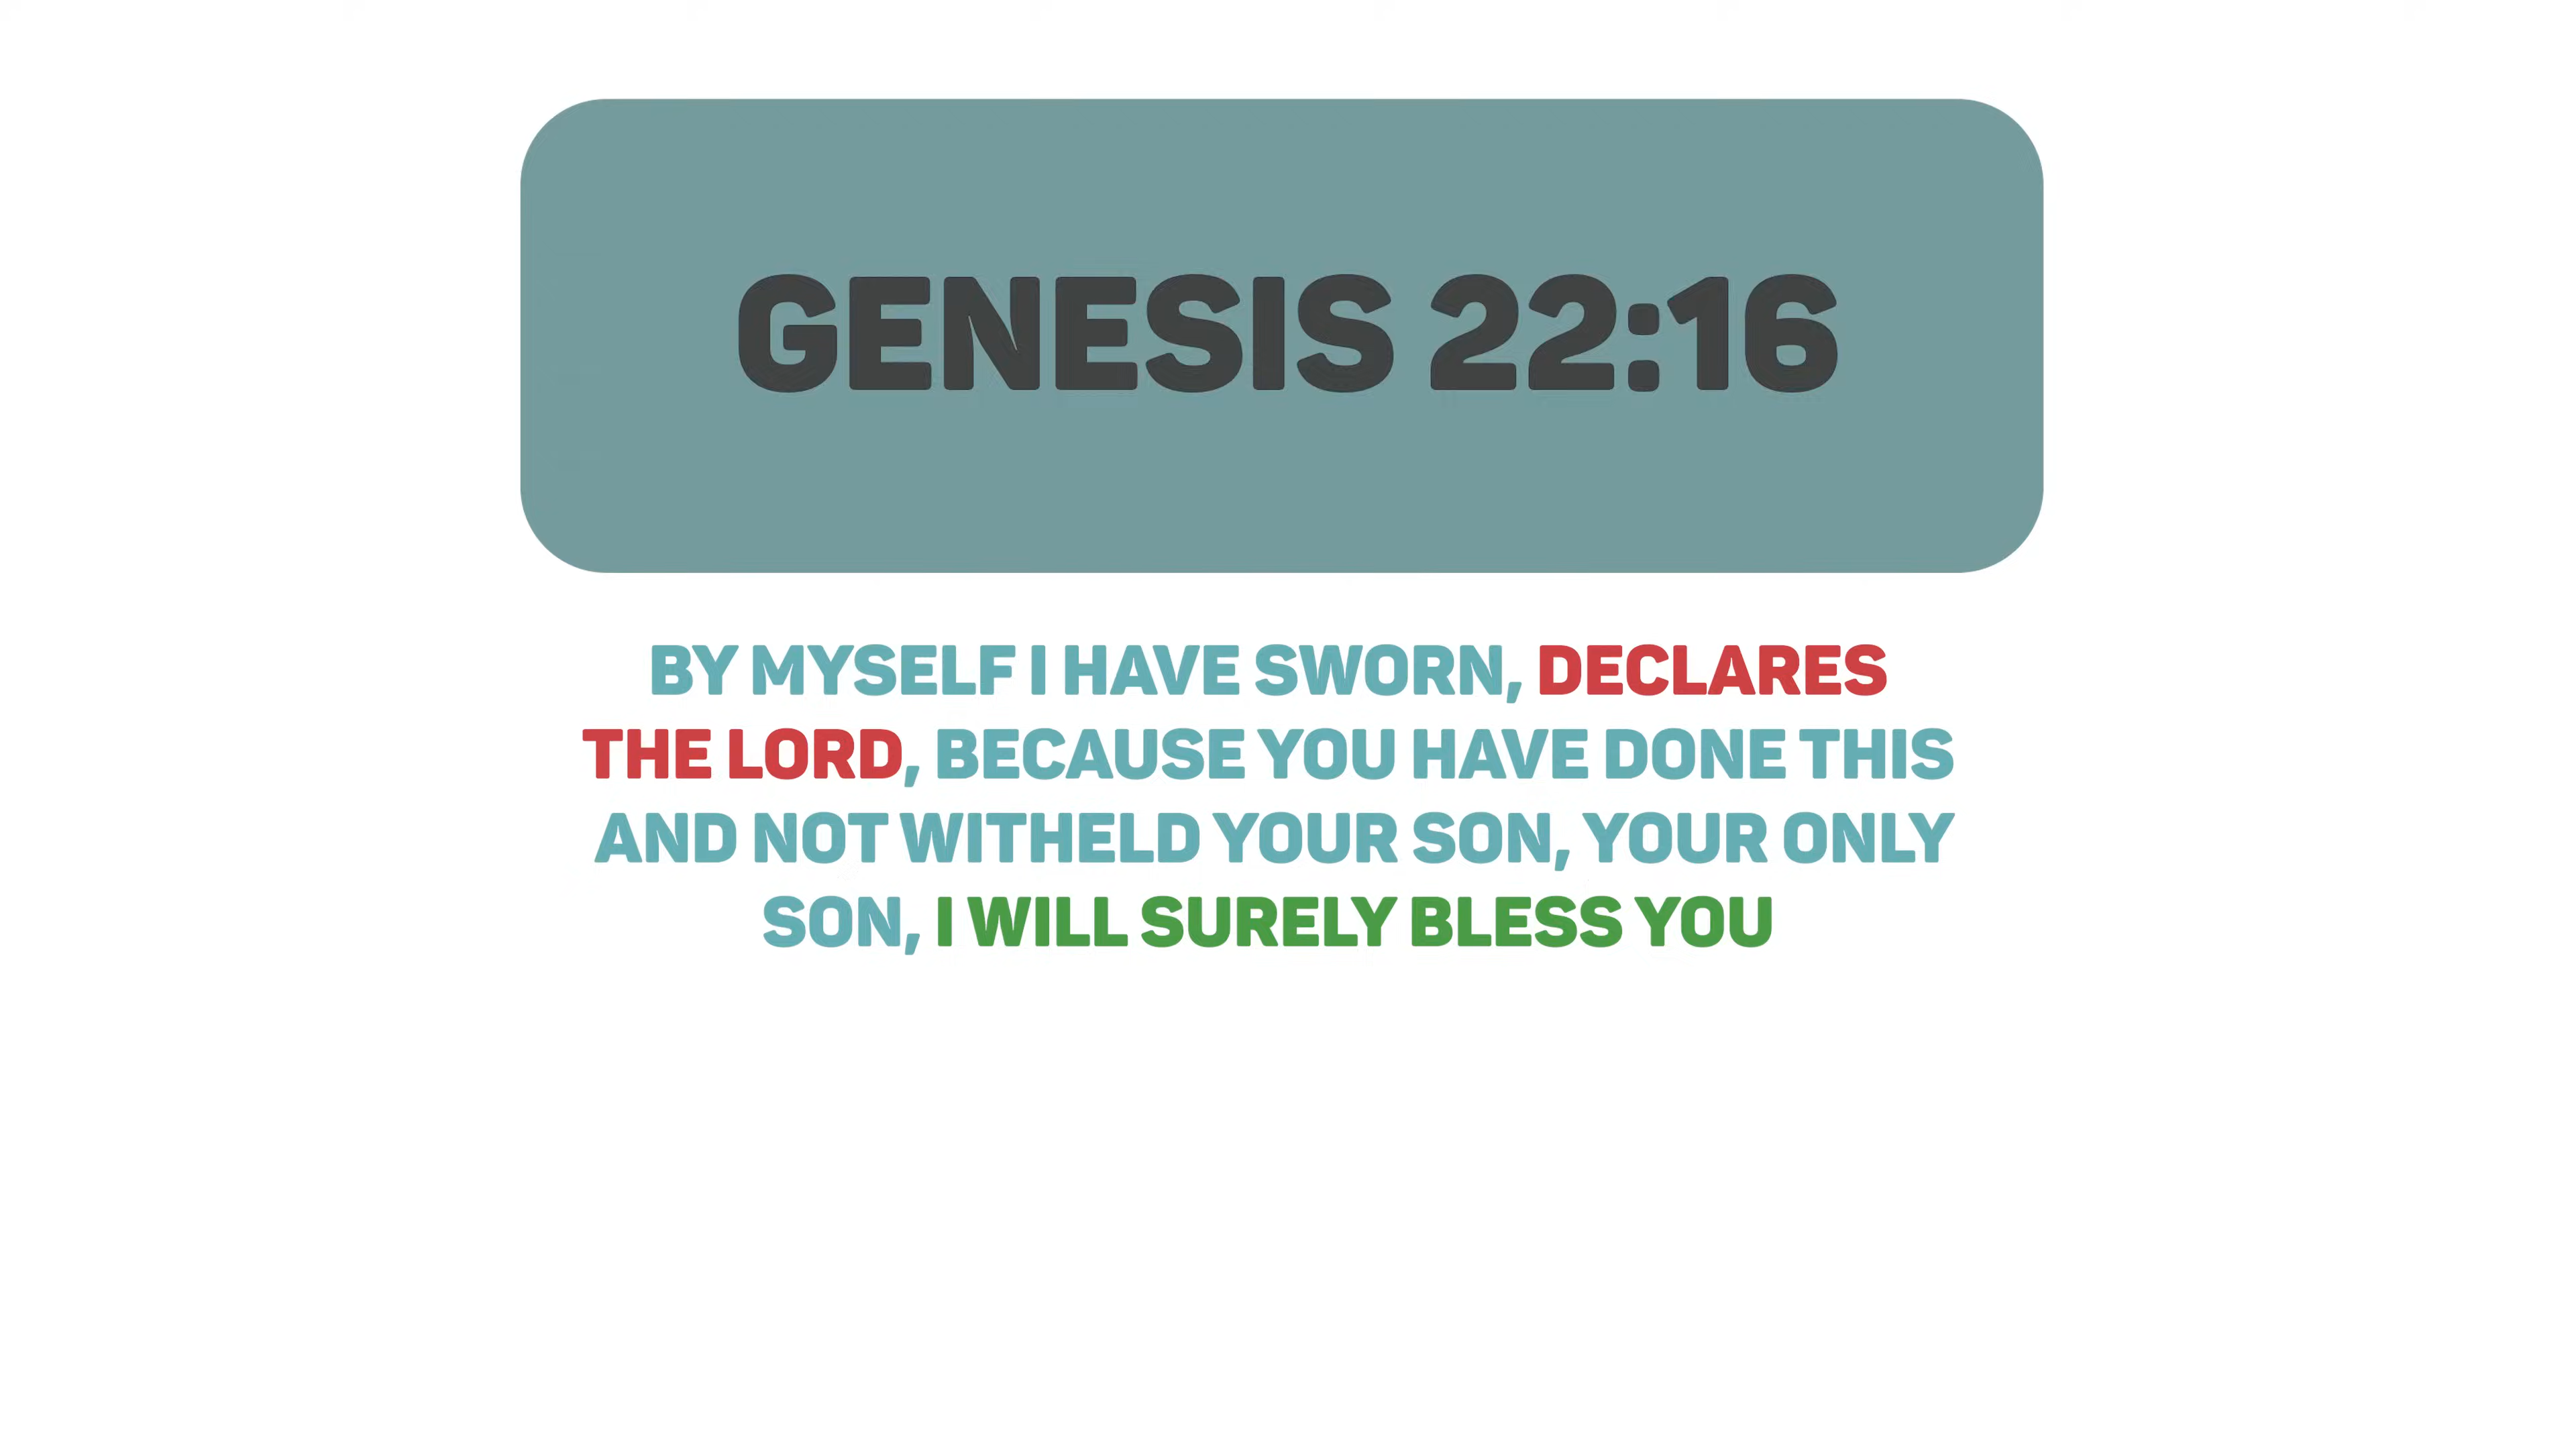 GENESIS 22:16
BY MYSELF I HAVE SWORN, DECLARES
THE LORD, BECAUSE YOU HAVE DONE THIS
AND NOT WITHELD YOUR SON, YOUR ONLY
SON, I WILL SURELY BLESS YOU